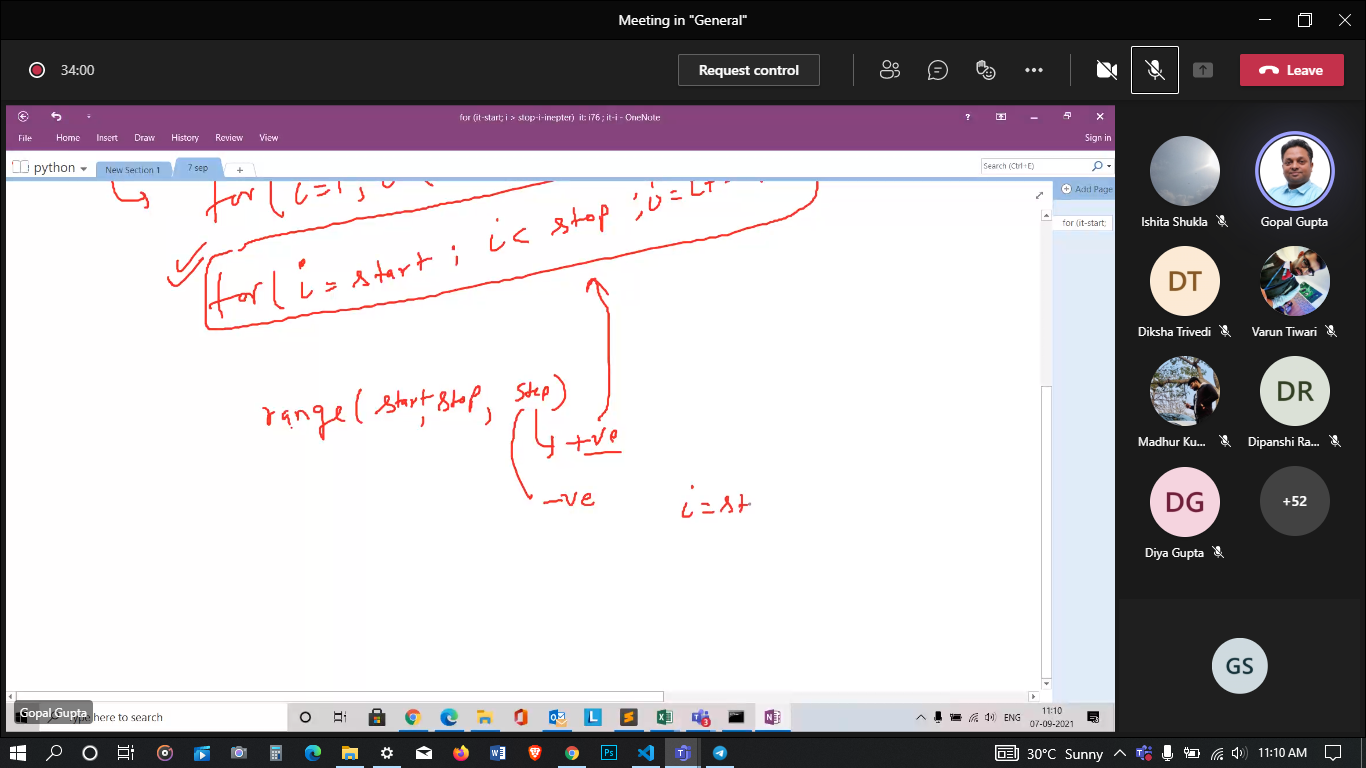 Meeting in "General"
34:00
Request control
Leave
for (it-start; i > stop-i-inepter) it: i76 ; it-i - OneNote
File Home Insert Draw History Review View
Sign in
python New Section 1 7 sep +
Search (Ctrl+E)
Add Page
for (it-start;
for( i=1 ;
for( i = start ; i < stop ; i =
range( start, stop, step)
+ve
-ve
i = st
Ishita Shukla
Gopal Gupta
DT
Diksha Trivedi
Varun Tiwari
Madhur Ku...
DR
Dipanshi Ra...
DG
Diya Gupta
+52
GS
Gopal Gupta
here to search
ENG
11:10
07-09-2021
30°C Sunny
11:10 AM